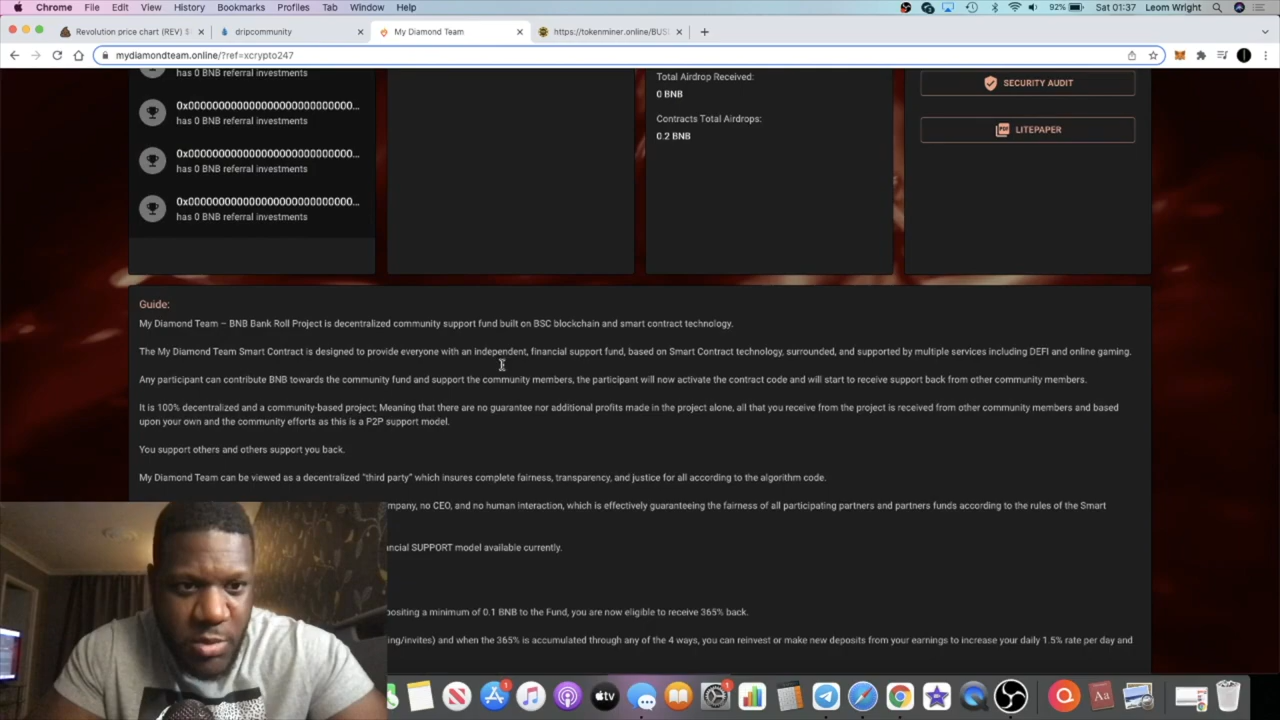 Chrome File Edit View History Bookmarks Profiles Tab Window Help 92% Sat 01:37 Leom Wright
Revolution price chart (REV) S
dripcommunity
My Diamond Team
https://tokenminer.online/BUS
mydiamondteam.online/?ref=xcrypto247
has 0 BNB referral investments
0x0000000000000000000000000000...
has 0 BNB referral investments
0x0000000000000000000000000000...
has 0 BNB referral investments
0x0000000000000000000000000000...
has 0 BNB referral investments
Total Airdrop Received:
0 BNB
Contracts Total Airdrops:
0.2 BNB
SECURITY AUDIT
LITEPAPER
Guide:
My Diamond Team – BNB Bank Roll Project is decentralized community support fund built on BSC blockchain and smart contract technology.
The My Diamond Team Smart Contract is designed to provide everyone with an independent, financial support fund, based on Smart Contract technology, surrounded, and supported by multiple services including DEFI and online gaming.
Any participant can contribute BNB towards the community fund and support the community members, the participant will now activate the contract code and will start to receive support back from other community members.
It is 100% decentralized and a community-based project; Meaning that there are no guarantee nor additional profits made in the project alone, all that you receive from the project is received from other community members and based
upon your own and the community efforts as this is a P2P support model.
You support others and others support you back.
My Diamond Team can be viewed as a decentralized "third party" which insures complete fairness, transparency, and justice for all according to the algorithm code.
mpany, no CEO, and no human interaction, which is effectively guaranteeing the fairness of all participating partners and partners funds according to the rules of the Smart
ancial SUPPORT model available currently.
ositing a minimum of 0.1 BNB to the Fund, you are now eligible to receive 365% back.
ing/invites) and when the 365% is accumulated through any of the 4 ways, you can reinvest or make new deposits from your earnings to increase your daily 1.5% rate per day and
tv
Aa